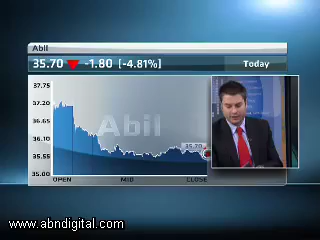 Abil
35.70 -1.80 [-4.81%] Today
37.75
37.20
36.65
36.10
35.55
35.00
Abil
35.70
OPEN MID CLOSE
www.abndigital.com